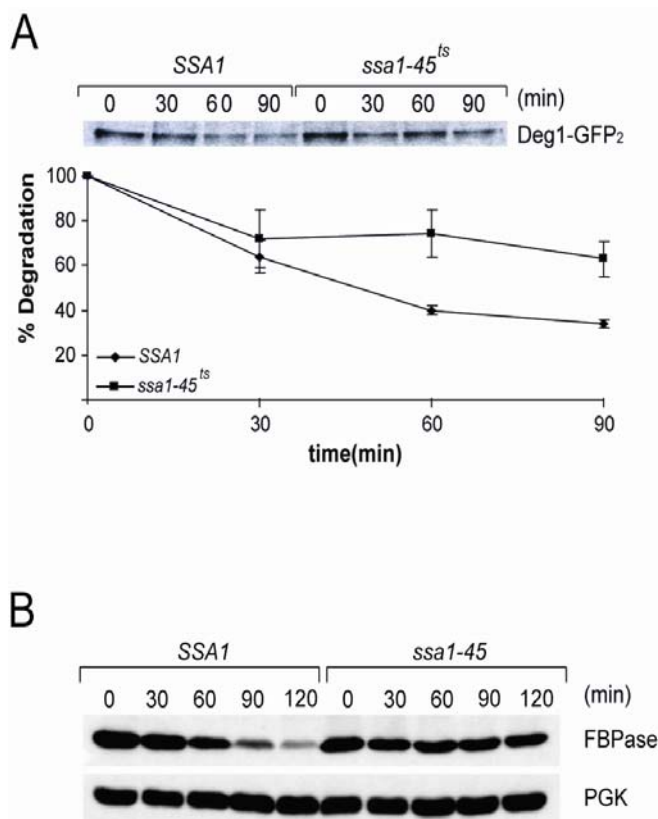 A
SSA1 ssa1-45ts
0 30 60 90 0 30 60 90 (min)
Deg1-GFP2
100
80
60
40
20
% Degradation
SSA1
ssa1-45ts
0 30 60 90
time(min)
B
SSA1 ssa1-45
0 30 60 90 120 0 30 60 90 120 (min)
FBPase
PGK